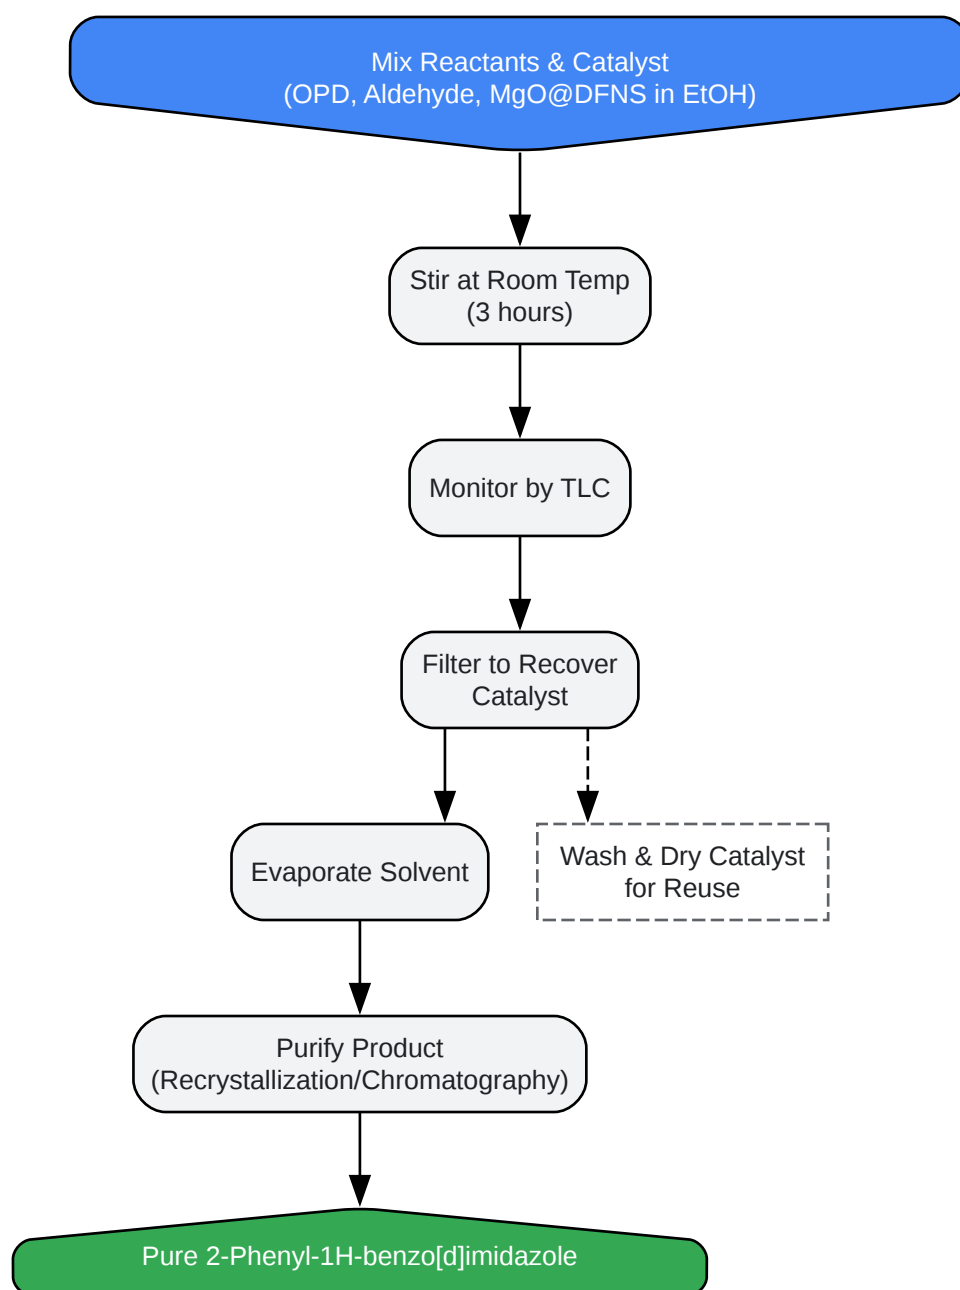 Mix Reactants & Catalyst
(OPD, Aldehyde, MgO@DFNS in EtOH)
Stir at Room Temp
(3 hours)
Monitor by TLC
Filter to Recover
Catalyst
Evaporate Solvent
Wash & Dry Catalyst
for Reuse
Purify Product
(Recrystallization/Chromatography)
Pure 2-Phenyl-1H-benzo[d]imidazole